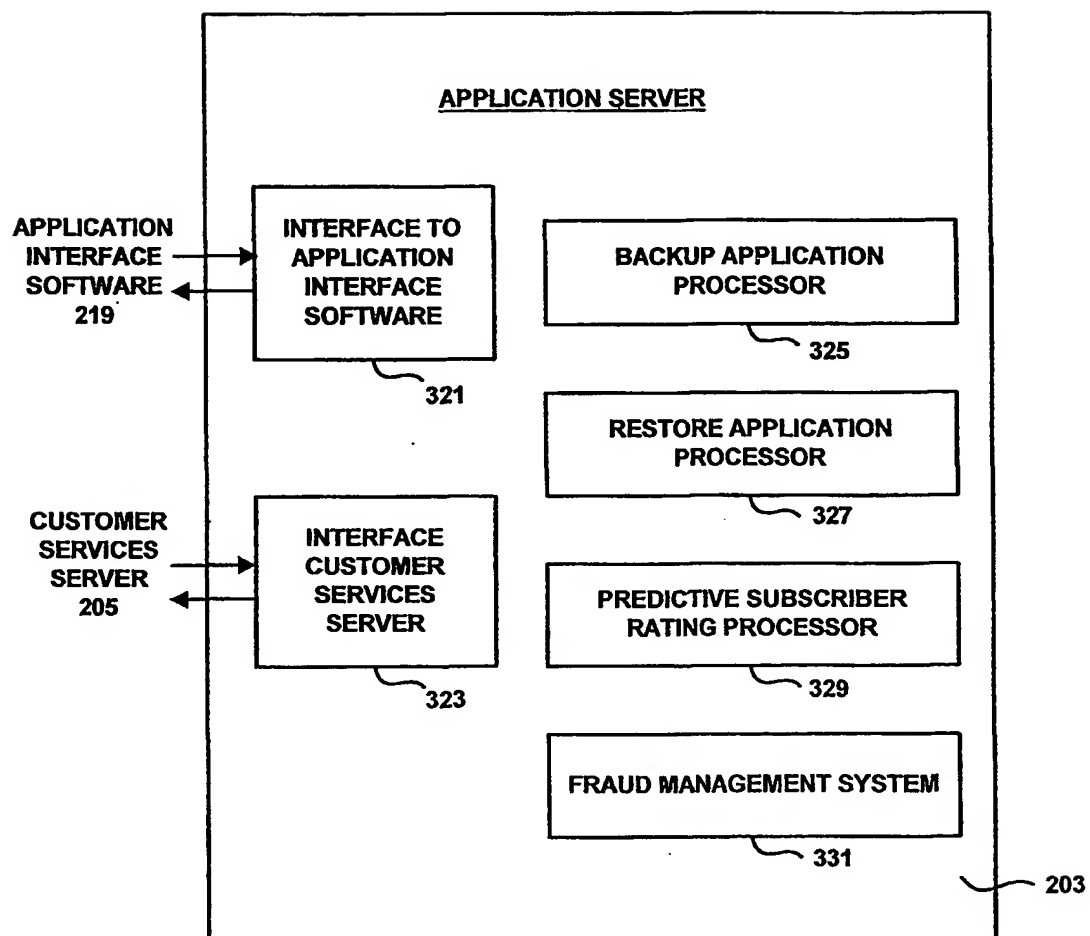 APPLICATION SERVER
APPLICATION
INTERFACE
SOFTWARE
219
INTERFACE TO
APPLICATION
INTERFACE
SOFTWARE
321
BACKUP APPLICATION
PROCESSOR
325
RESTORE APPLICATION
PROCESSOR
327
CUSTOMER
SERVICES
SERVER
205
INTERFACE
CUSTOMER
SERVICES
SERVER
323
PREDICTIVE SUBSCRIBER
RATING PROCESSOR
329
FRAUD MANAGEMENT SYSTEM
331
203